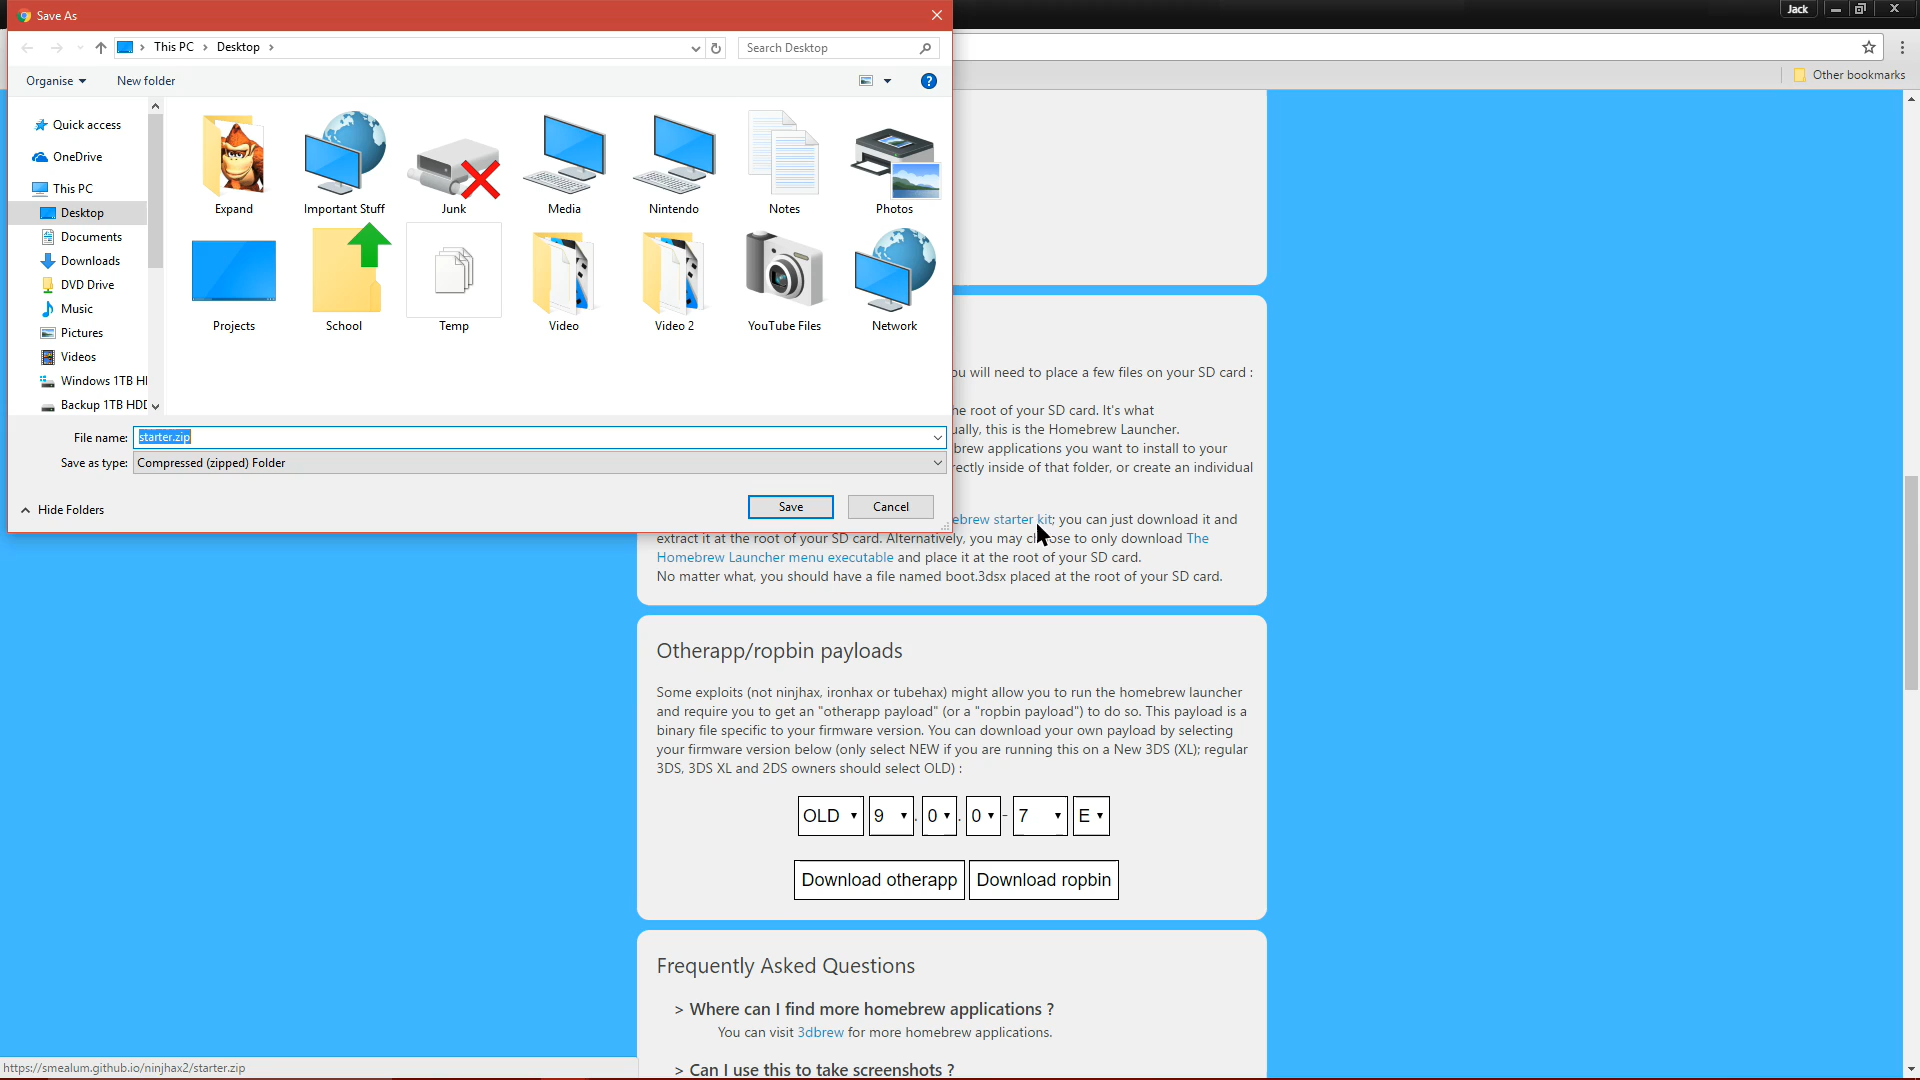 Save As
Jack
This PC
Desktop
Search Desktop
Organise
New folder
Other bookmarks
Quick access
OneDrive
This PC
Desktop
Documents
Downloads
DVD Drive
Music
Pictures
Videos
Windows 1TB H
Backup 1TB HDD
Expand
Important Stuff
Junk
Media
Nintendo
Notes
Photos
Projects
School
Temp
Video
Video 2
YouTube Files
Network
File name: starter.zip
Save as type: Compressed (zipped) Folder
Hide Folders
Save
Cancel
ou will need to place a few files on your SD card :
he root of your SD card. It's what
ually, this is the Homebrew Launcher.
brew applications you want to install to your
rectly inside of that folder, or create an individual
ebrew starter kit; you can just download it and
extract it at the root of your SD card. Alternatively, you may choose to only download The
Homebrew Launcher menu executable and place it at the root of your SD card.
No matter what, you should have a file named boot.3dsx placed at the root of your SD card.
Otherapp/ropbin payloads
Some exploits (not ninjhax, ironhax or tubehax) might allow you to run the homebrew launcher
and require you to get an "otherapp payload" (or a "ropbin payload") to do so. This payload is a
binary file specific to your firmware version. You can download your own payload by selecting
your firmware version below (only select NEW if you are running this on a New 3DS (XL); regular
3DS, 3DS XL and 2DS owners should select OLD) :
OLD 9 . 0 . 0 - 7 E
Download otherapp
Download ropbin
Frequently Asked Questions
> Where can I find more homebrew applications ?
You can visit 3dbrew for more homebrew applications.
> Can I use this to take screenshots ?
https://smealum.github.io/ninjhax2/starter.zip